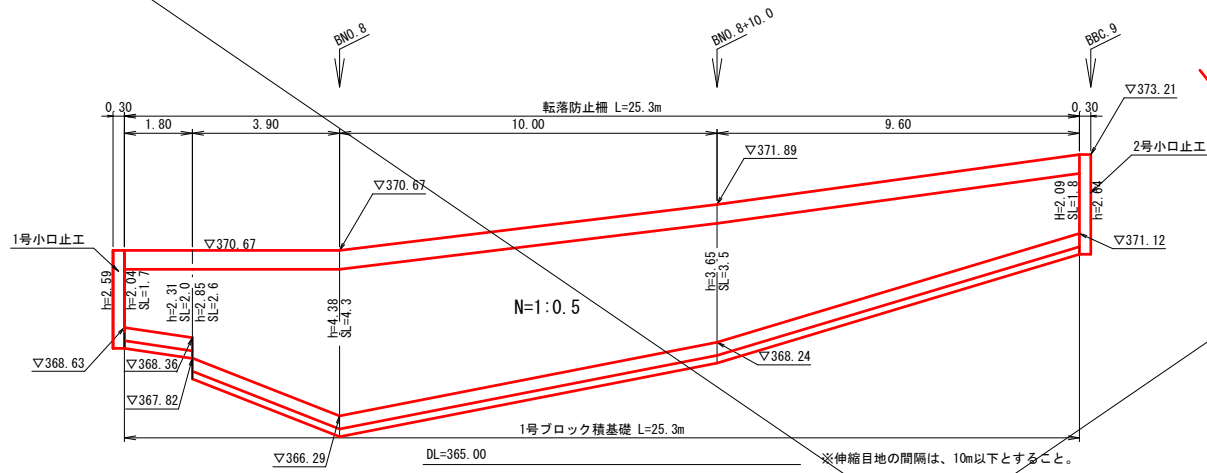 BNO.8
BNO.8+10.0
BBC.9
0.30
転落防止柵 L=25.3m
0.30
▽373.21
1.80
3.90
10.00
9.60
2号小口止工
▽371.89
▽370.67
1号小口止工
▽370.67
H=2.09
SL=1.8
h=2.64
▽371.12
h=2.59
h=2.04
SL=1.7
h=2.31
SL=2.0
h=2.85
SL=2.6
h=4.38
SL=4.3
N=1:0.5
h=3.65
SL=3.5
▽368.63
▽368.36
▽368.24
▽367.82
1号ブロック積基礎 L=25.3m
▽366.29
DL=365.00
※伸縮目地の間隔は、10m以下とすること。